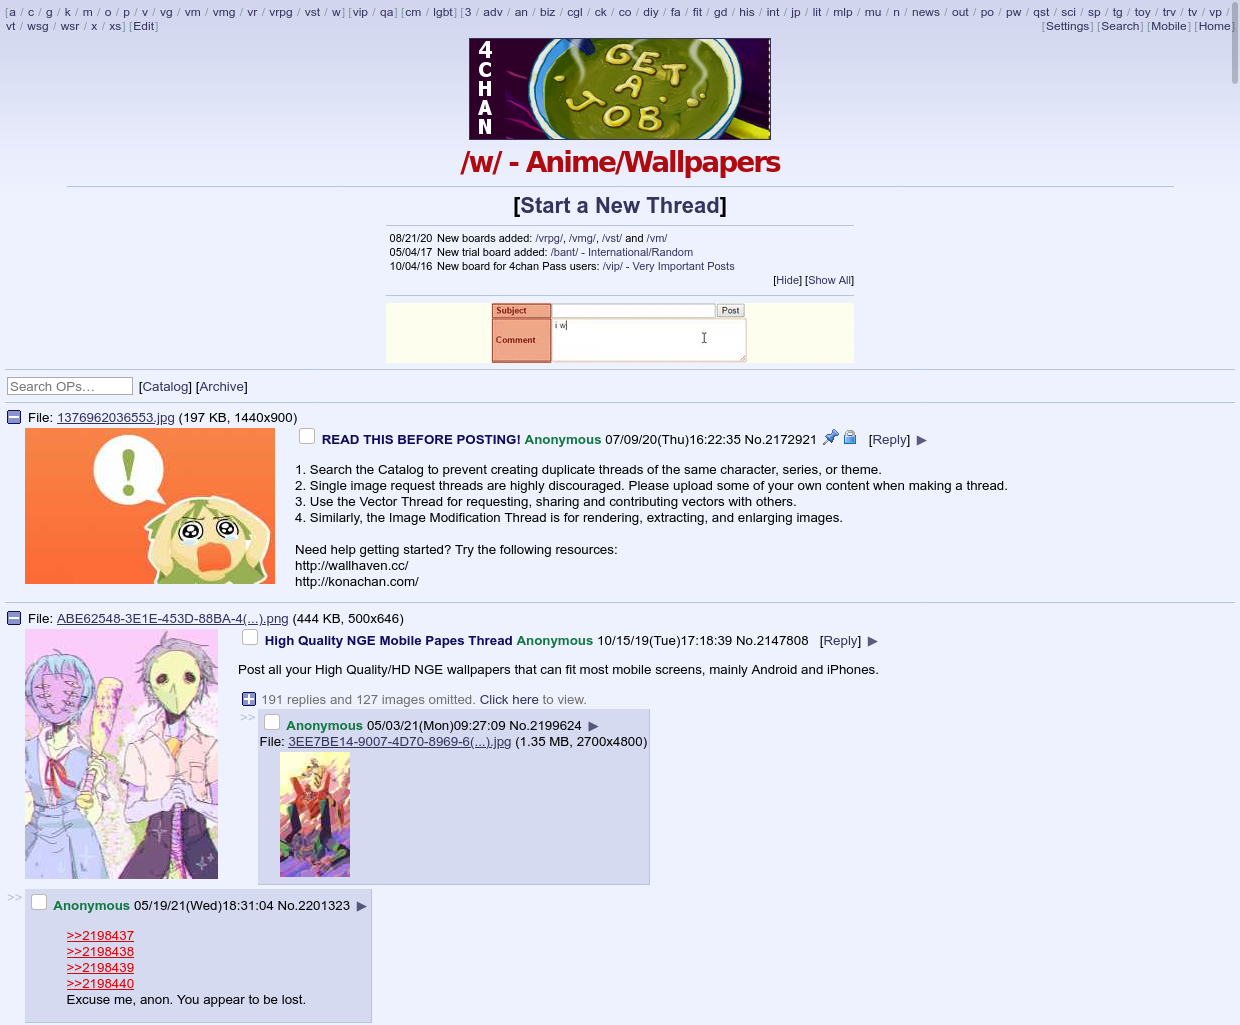 [a / c / g / k / m / o / p / v / vg / vm / vmg / vr / vrpg / vst / w] [vip / qa] [cm / lgbt] [3 / adv / an / biz / cgl / ck / co / diy / fa / fit / gd / his / int / jp / lit / mlp / mu / n / news / out / po / pw / qst / sci / sp / tg / toy / trv / tv / vp /
vt / wsg / wsr / x / xs] [Edit]
[Settings] [Search] [Mobile] [Home]
4
C
H
A
N
GET
A
JOB
/w/ - Anime/Wallpapers
[Start a New Thread]
08/21/20 New boards added: /vrpg/, /vmg/, /vst/ and /vm/
05/04/17 New trial board added: /bant/ - International/Random
10/04/16 New board for 4chan Pass users: /vip/ - Very Important Posts
[Hide] [Show All]
Subject
Post
Comment
i w
Search OPs…
[Catalog] [Archive]
File: 1376962036553.jpg (197 KB, 1440x900)
!
READ THIS BEFORE POSTING! Anonymous 07/09/20(Thu)16:22:35 No.2172921 [Reply] ▶
1. Search the Catalog to prevent creating duplicate threads of the same character, series, or theme.
2. Single image request threads are highly discouraged. Please upload some of your own content when making a thread.
3. Use the Vector Thread for requesting, sharing and contributing vectors with others.
4. Similarly, the Image Modification Thread is for rendering, extracting, and enlarging images.
Need help getting started? Try the following resources:
http://wallhaven.cc/
http://konachan.com/
File: ABE62548-3E1E-453D-88BA-4(...).png (444 KB, 500x646)
High Quality NGE Mobile Papes Thread Anonymous 10/15/19(Tue)17:18:39 No.2147808 [Reply] ▶
Post all your High Quality/HD NGE wallpapers that can fit most mobile screens, mainly Android and iPhones.
191 replies and 127 images omitted. Click here to view.
>> Anonymous 05/03/21(Mon)09:27:09 No.2199624 ▶
File: 3EE7BE14-9007-4D70-8969-6(...).jpg (1.35 MB, 2700x4800)
>> Anonymous 05/19/21(Wed)18:31:04 No.2201323 ▶
>>2198437
>>2198438
>>2198439
>>2198440
Excuse me, anon. You appear to be lost.